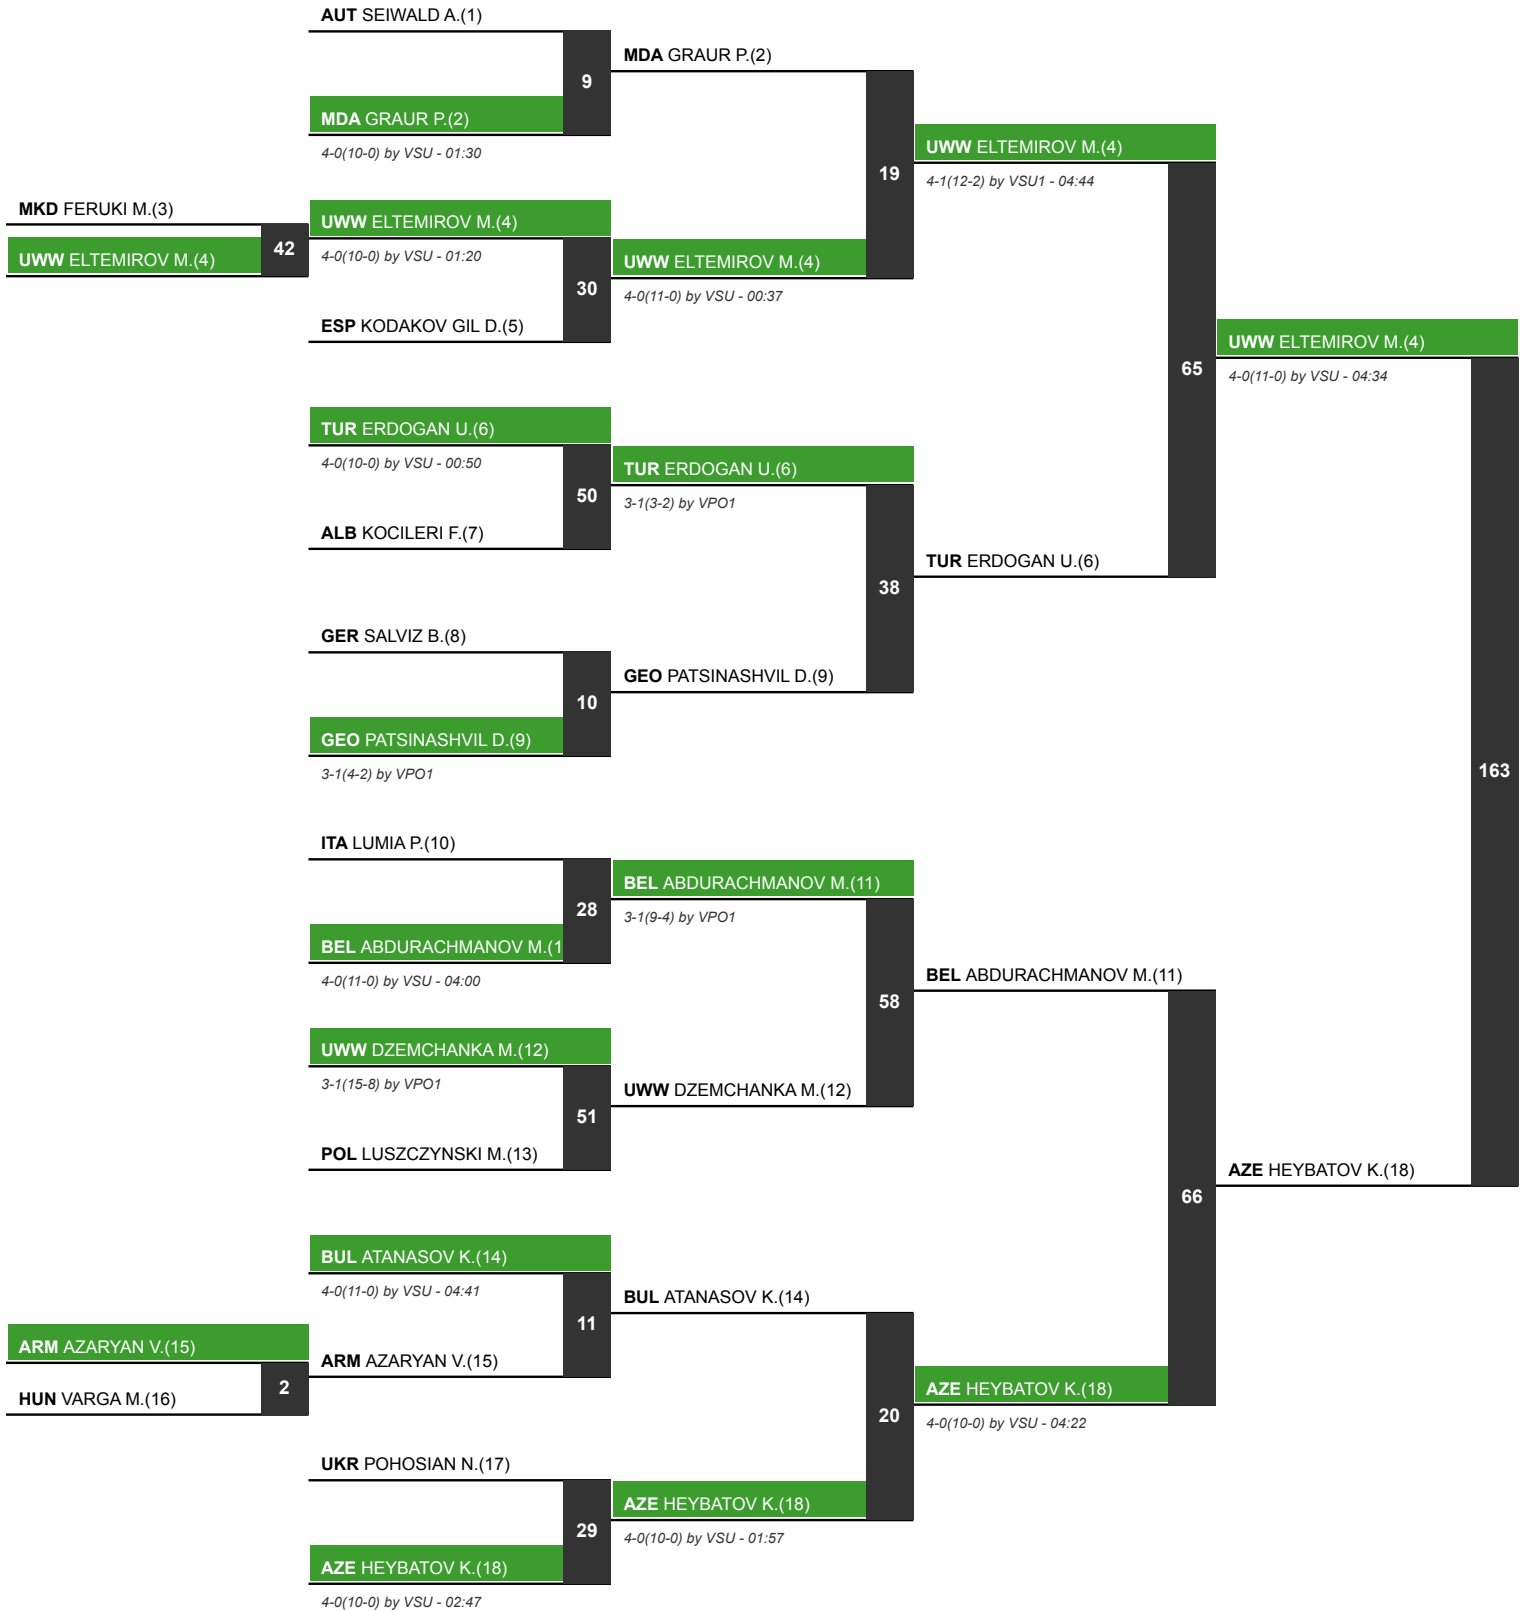 AUT SEIWALD A.(1)
9
MDA GRAUR P.(2)
MDA GRAUR P.(2)
4-0(10-0) by VSU - 01:30
19
UWW ELTEMIROV M.(4)
4-1(12-2) by VSU1 - 04:44
MKD FERUKI M.(3)
42
UWW ELTEMIROV M.(4)
UWW ELTEMIROV M.(4)
4-0(10-0) by VSU - 01:20
30
UWW ELTEMIROV M.(4)
4-0(11-0) by VSU - 00:37
ESP KODAKOV GIL D.(5)
65
UWW ELTEMIROV M.(4)
4-0(11-0) by VSU - 04:34
TUR ERDOGAN U.(6)
4-0(10-0) by VSU - 00:50
50
TUR ERDOGAN U.(6)
3-1(3-2) by VPO1
ALB KOCILERI F.(7)
38
TUR ERDOGAN U.(6)
GER SALVIZ B.(8)
10
GEO PATSINASHVIL D.(9)
GEO PATSINASHVIL D.(9)
3-1(4-2) by VPO1
163
ITA LUMIA P.(10)
28
BEL ABDURACHMANOV M.(11)
3-1(9-4) by VPO1
BEL ABDURACHMANOV M.(1
4-0(11-0) by VSU - 04:00
58
BEL ABDURACHMANOV M.(11)
UWW DZEMCHANKA M.(12)
3-1(15-8) by VPO1
51
UWW DZEMCHANKA M.(12)
POL LUSZCZYNSKI M.(13)
66
AZE HEYBATOV K.(18)
BUL ATANASOV K.(14)
4-0(11-0) by VSU - 04:41
11
BUL ATANASOV K.(14)
ARM AZARYAN V.(15)
2
ARM AZARYAN V.(15)
HUN VARGA M.(16)
20
AZE HEYBATOV K.(18)
4-0(10-0) by VSU - 04:22
UKR POHOSIAN N.(17)
29
AZE HEYBATOV K.(18)
4-0(10-0) by VSU - 01:57
AZE HEYBATOV K.(18)
4-0(10-0) by VSU - 02:47